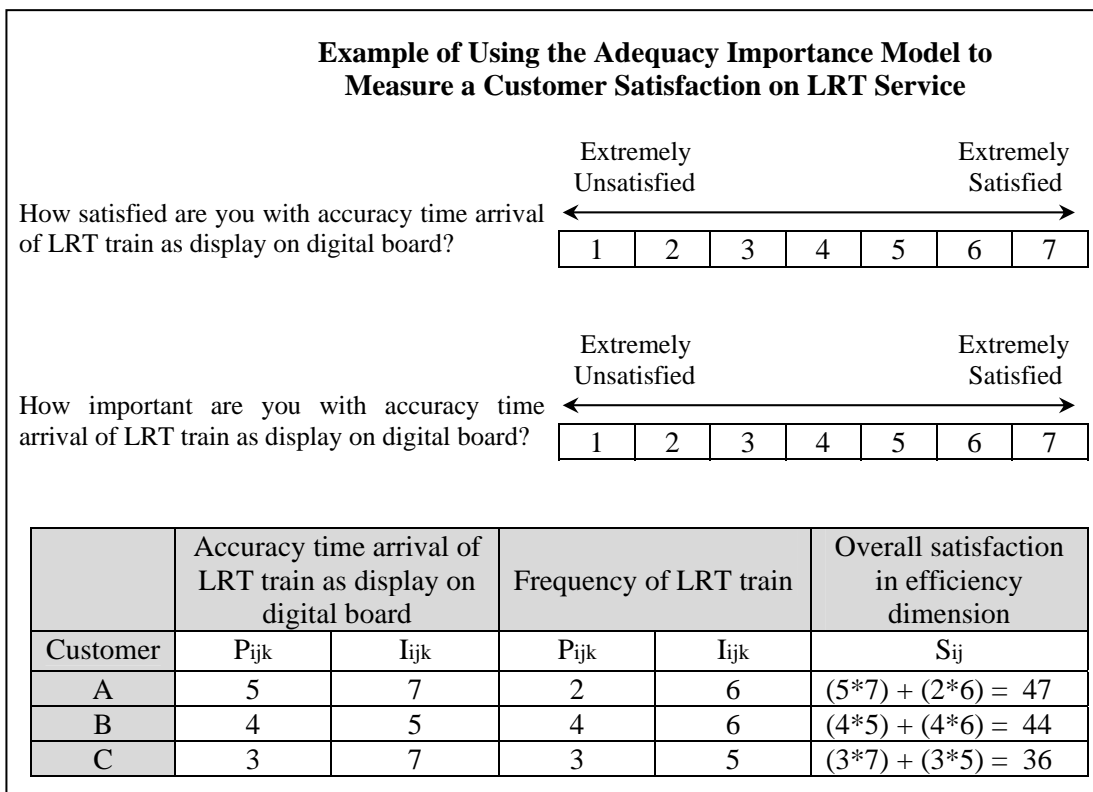 Example of Using the Adequacy Importance Model to
Measure a Customer Satisfaction on LRT Service
Extremely Unsatisfied
Extremely Satisfied
How satisfied are you with accuracy time arrival
of LRT train as display on digital board?
1 2 3 4 5 6 7
Extremely Unsatisfied
Extremely Satisfied
How important are you with accuracy time
arrival of LRT train as display on digital board?
1 2 3 4 5 6 7
Accuracy time arrival of LRT train as display on digital board
Frequency of LRT train
Overall satisfaction in efficiency dimension
Customer Pijk Iijk Pijk Iijk Sij
A 5 7 2 6 (5*7) + (2*6) = 47
B 4 5 4 6 (4*5) + (4*6) = 44
C 3 7 3 5 (3*7) + (3*5) = 36